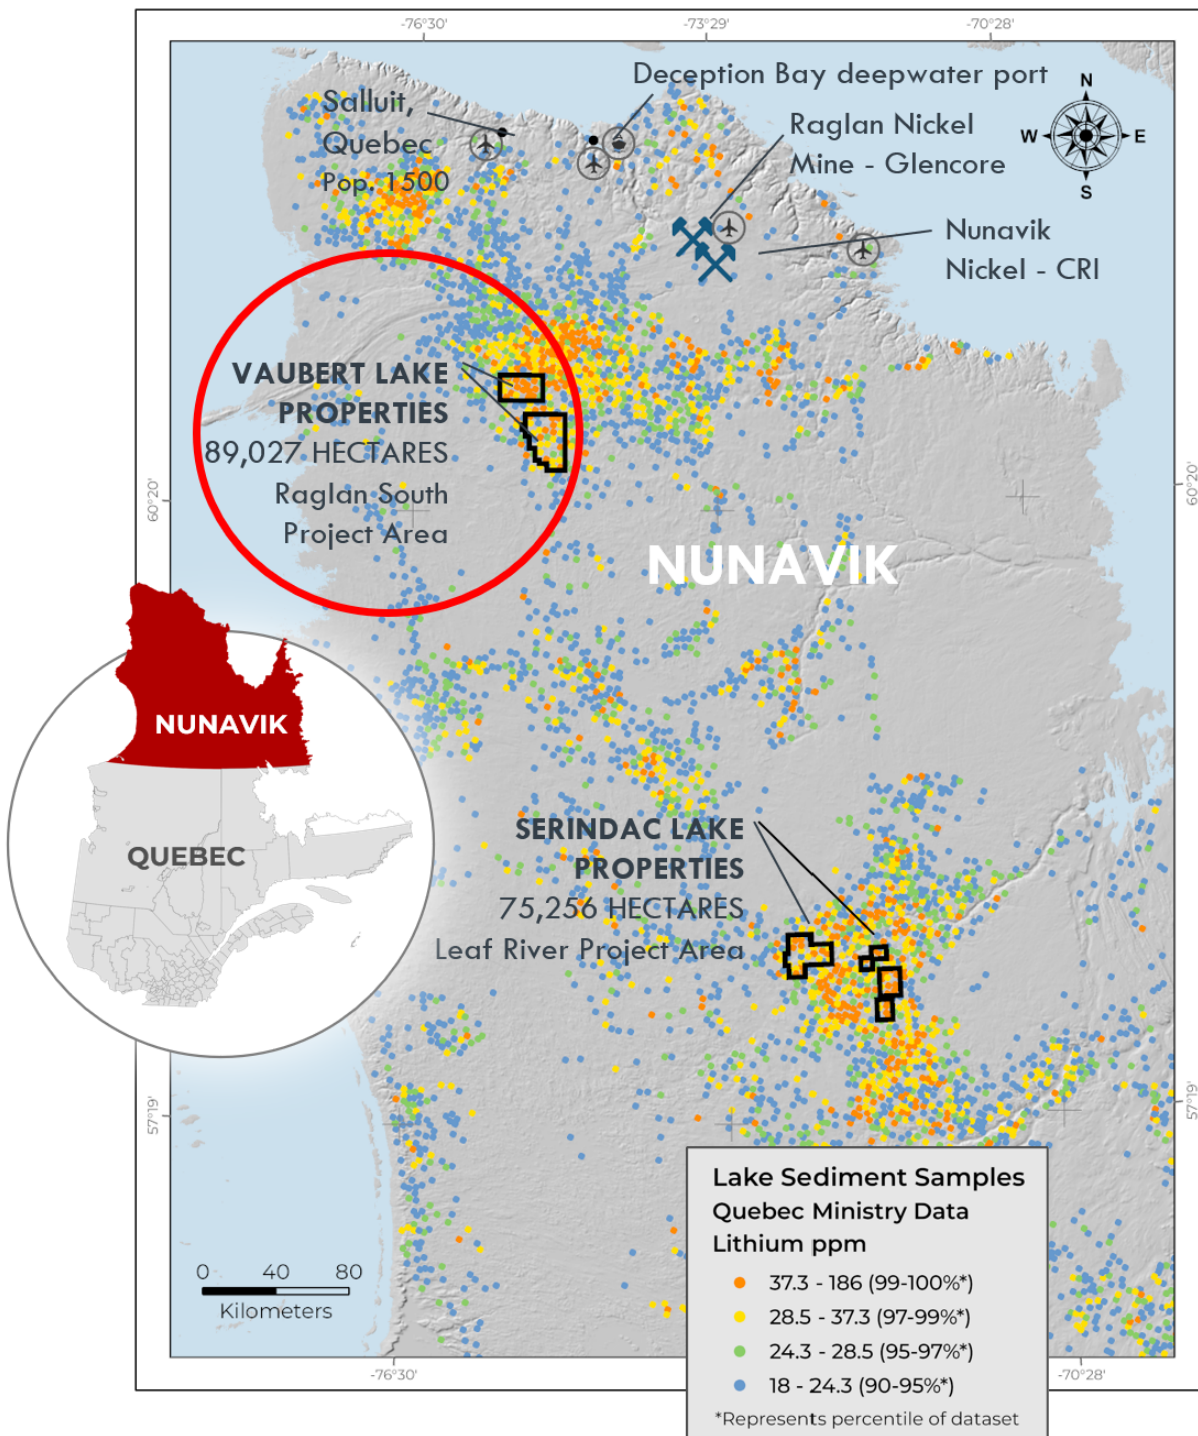 -76°30'
-73°29'
-70°28'
Deception Bay deepwater port
Salluit,
Quebec
Pop. 1500
Raglan Nickel
Mine - Glencore
N
W
E
S
Nunavik
Nickel - CRI
VAUBERT LAKE
PROPERTIES
89,027 HECTARES
Raglan South
Project Area
60°20'
60°20'
NUNAVIK
NUNAVIK
QUEBEC
SERINDAC LAKE
PROPERTIES
75,256 HECTARES
Leaf River Project Area
57°19'
57°19'
0 40 80
Kilometers
Lake Sediment Samples
Quebec Ministry Data
Lithium ppm
37.3 - 186 (99-100%*)
28.5 - 37.3 (97-99%*)
24.3 - 28.5 (95-97%*)
18 - 24.3 (90-95%*)
*Represents percentile of dataset
-76°30'
-70°28'